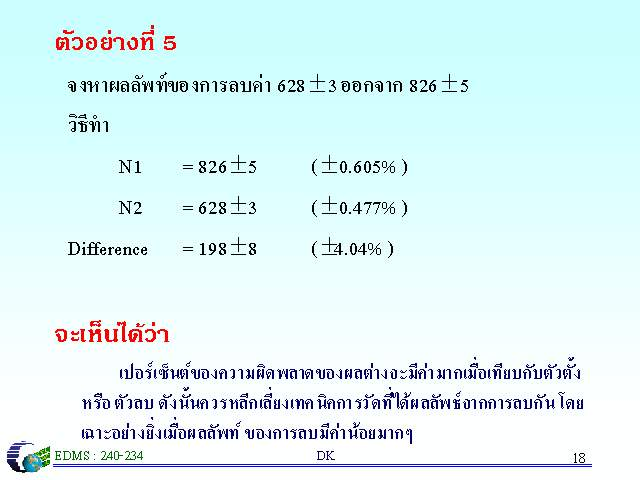 ตัวอย่างที่ 5
จงหาผลลัพท์ของการลบค่า 628 ± 3 ออกจาก 826 ± 5
วิธีทำ
N1 = 826 ± 5 ( ± 0.605% )
N2 = 628 ± 3 ( ± 0.477% )
Difference = 198 ± 8 ( ± 4.04% )
จะเห็นได้ว่า
เปอร์เซ็นต์ของความผิดพลาดของผลต่างจะมีค่ามากเมื่อเทียบกับตัวตั้ง
หรือ ตัวลบ ดังนั้นควรหลีกเลี่ยงเทคนิคการวัดที่ได้ผลลัพธ์จากการลบกัน โดย
เฉาะอย่างยิ่งเมื่อผลลัพท์ ของการลบมีค่าน้อยมากๆ
EDMS : 240-234 DK 18